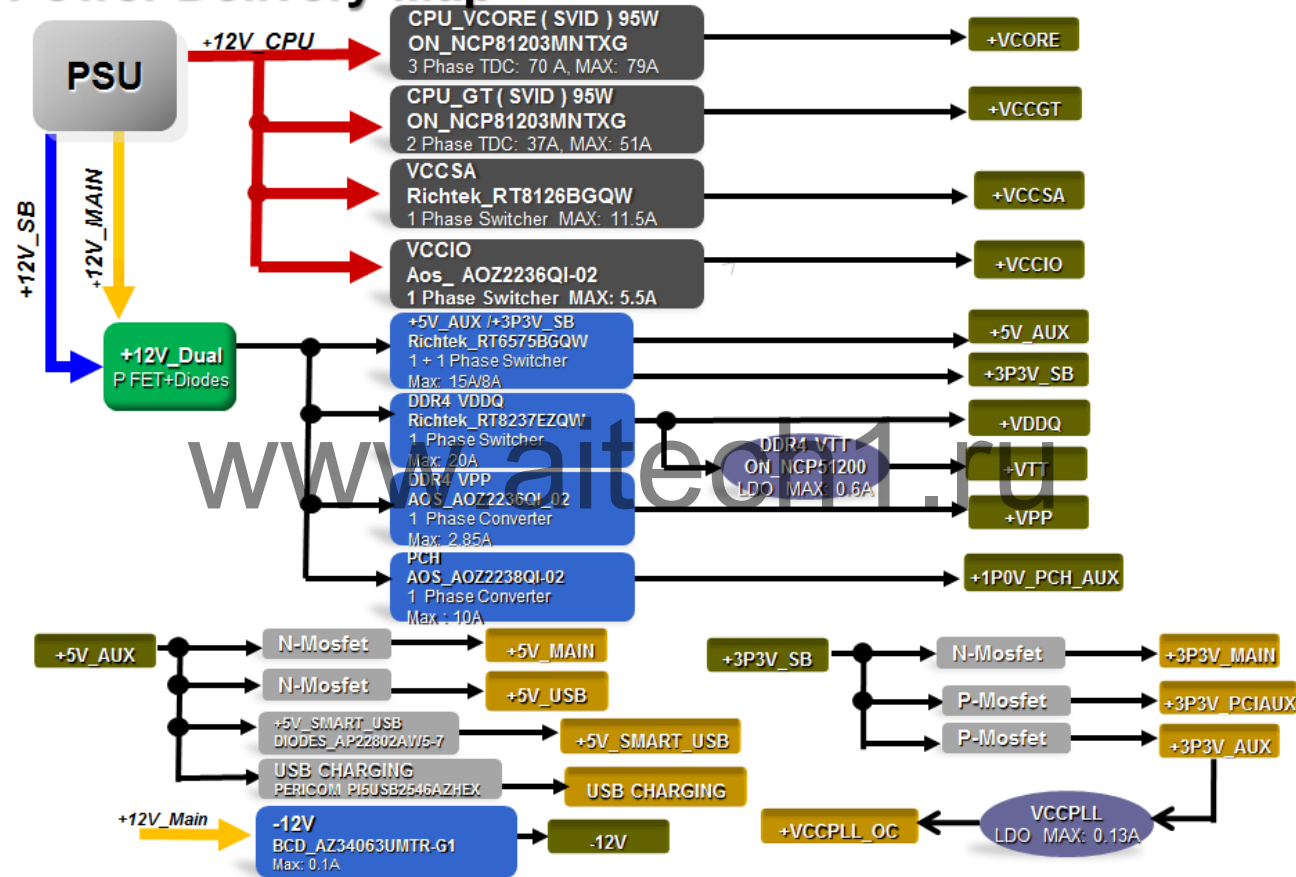 Power Delivery Map
PSU
+12V_CPU
+12V_SB
+12V_MAIN
CPU_VCORE ( SVID ) 95W
ON_NCP81203MNTXG
3 Phase TDC: 70 A, MAX: 79A
+VCORE
CPU_GT ( SVID ) 95W
ON_NCP81203MNTXG
2 Phase TDC: 37A, MAX: 51A
+VCCGT
VCCSA
Richtek_RT8126BGQW
1 Phase Switcher MAX: 11.5A
+VCCSA
VCCIO
Aos_ AOZ2236QI-02
1 Phase Switcher MAX: 5.5A
+VCCIO
+12V_Dual
P FET+Diodes
+5V_AUX /+3P3V_SB
Richtek_RT6575BGQW
1 + 1 Phase Switcher
Max: 15A/8A
+5V_AUX
+3P3V_SB
DDR4 VDDQ
Richtek_RT8237EZQW
1 Phase Switcher
Max: 20A
+VDDQ
DDR4 VTT
ON_NCP51200
LDO MAX: 0.6A
+VTT
DDR4 VPP
AOS_AOZ2236QI_02
1 Phase Converter
Max: 2.85A
+VPP
PCH
AOS_AOZ2238QI-02
1 Phase Converter
Max : 10A
+1P0V_PCH_AUX
www.aitech1.ru
+5V_AUX
N-Mosfet
+5V_MAIN
N-Mosfet
+5V_USB
+5V_SMART_USB
DIODES_AP22802AW5-7
+5V_SMART_USB
USB CHARGING
PERICOM PI5USB2546AZHEX
USB CHARGING
+12V_Main
-12V
BCD_AZ34063UMTR-G1
Max: 0.1A
-12V
+3P3V_SB
N-Mosfet
+3P3V_MAIN
P-Mosfet
+3P3V_PCIAUX
P-Mosfet
+3P3V_AUX
VCCPLL
LDO MAX: 0.13A
+VCCPLL_OC